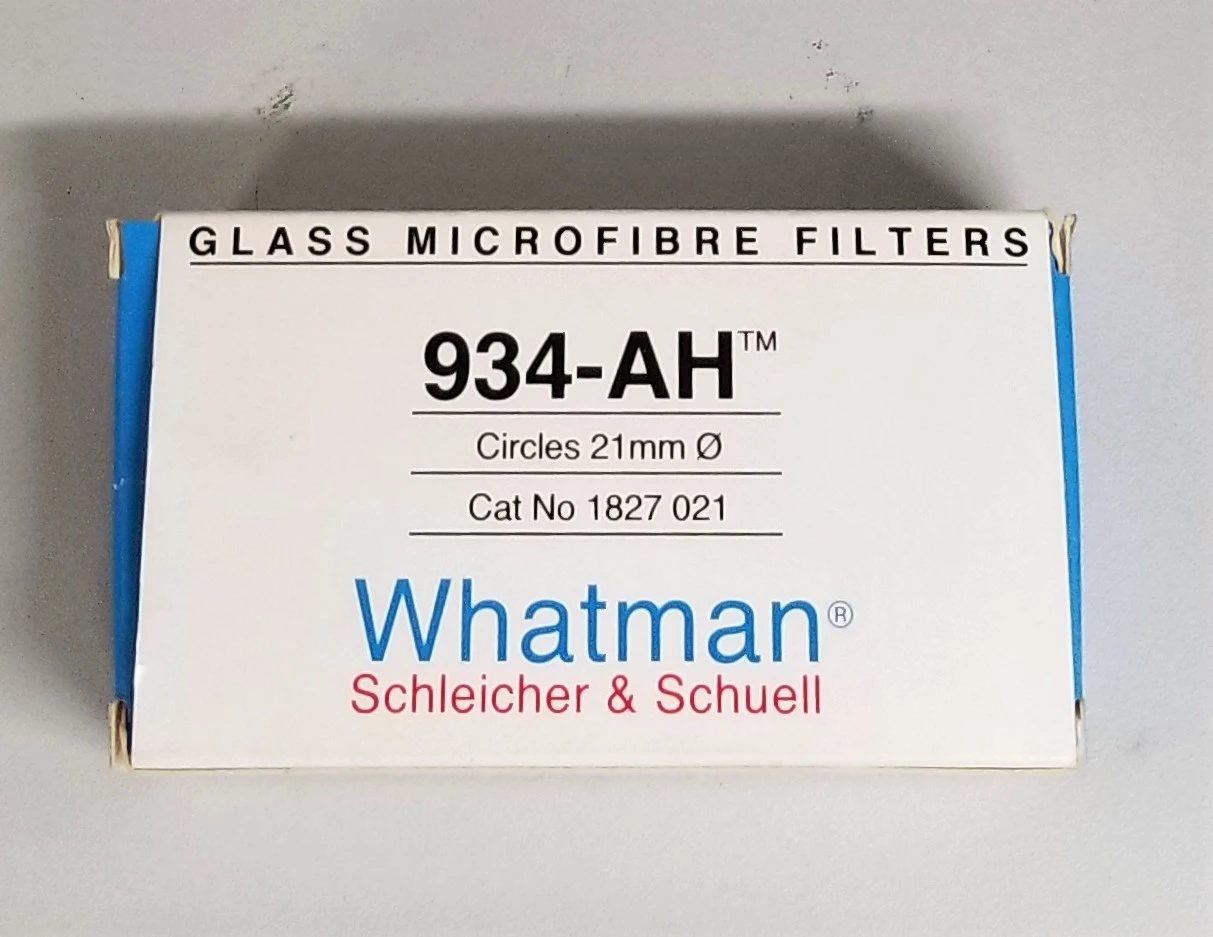 GLASS MICROFIBRE FILTERS
934-AH™
Circles 21mm Ø
Cat No 1827 021
Whatman®
Schleicher & Schuell